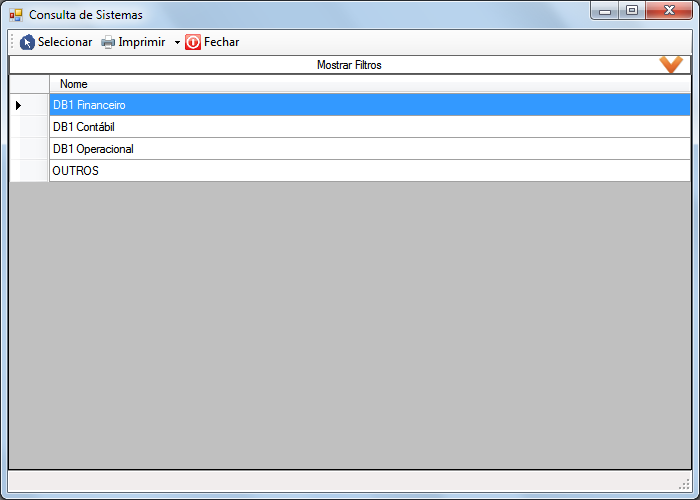 Consulta de Sistemas
Selecionar Imprimir Fechar
Mostrar Filtros
Nome
DB1 Financeiro
DB1 Contábil
DB1 Operacional
OUTROS